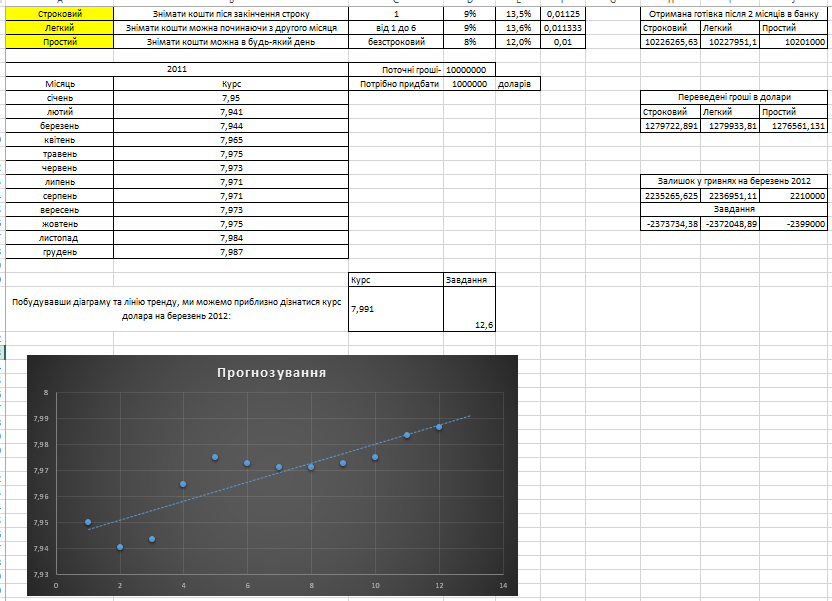 Строковий Знімати кошти піся закінчення строку 1 9% 13,5% 0,01125 Отримана готівка після 2 місяців в банку
Легкий Знімати кошти можна починаючи з другого місяця від 1 до 6 9% 13,6% 0,011333 Строковий Легкий Простий
Простий Знімати кошти можна в будь-який день безстроковий 8% 12,0% 0,01 10226265,63 10227951,1 10201000
2011 Поточні гроші- 10000000
Місяць Курс Потрібно придбати 1000000 доларів
січень 7,95 Переведені гроші в долари
лютий 7,941 Строковий Легкий Простий
березень 7,944 1279722,891 1279933,81 1276561,131
квітень 7,965
травень 7,975
червень 7,973
липень 7,971 Залишок у гривнях на березень 2012
серпень 7,971 2235265,625 2236951,11 2210000
вересень 7,973 Завдання
жовтень 7,975 -2373734,38 -2372048,89 -2399000
листопад 7,984
грудень 7,987
Курс Завдання
Побудувавши діаграму та лінію тренду, ми можемо приблизно дізнатися курс
долара на березень 2012:
7,991
12,6
Прогнозування
8
7,99
7,98
7,97
7,96
7,95
7,94
7,93
0 2 4 6 8 10 12 14